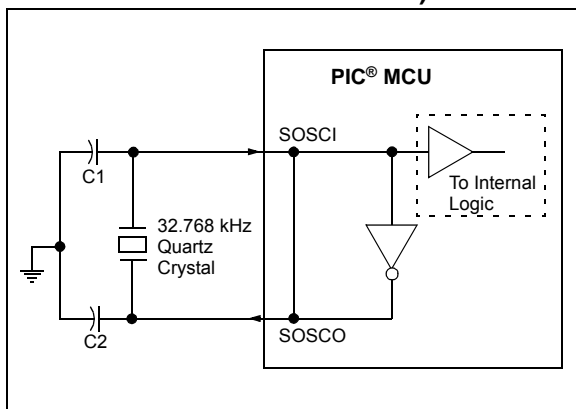 PIC® MCU
SOSCI
C1
To Internal
Logic
32.768 kHz
Quartz
Crystal
C2
SOSCO